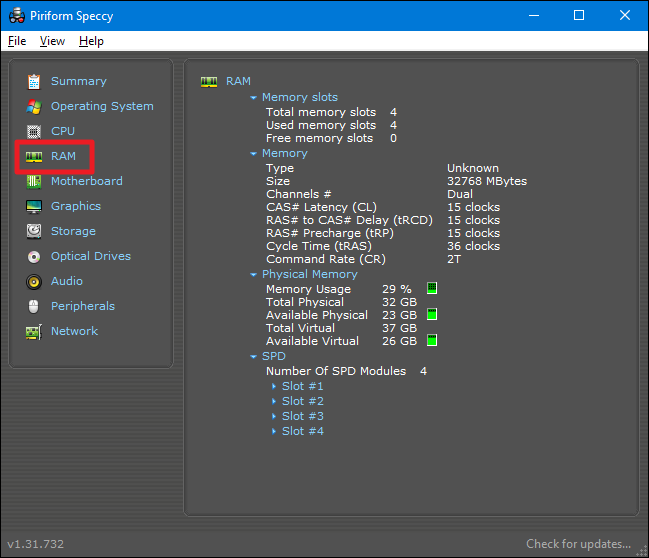 Piriform Speccy
File View Help
Summary
Operating System
CPU
RAM
Motherboard
Graphics
Storage
Optical Drives
Audio
Peripherals
Network
RAM
Memory slots
Total memory slots 4
Used memory slots 4
Free memory slots 0
Memory
Type Unknown
Size 32768 MBytes
Channels # Dual
CAS# Latency (CL) 15 clocks
RAS# to CAS# Delay (tRCD) 15 clocks
RAS# Precharge (tRP) 15 clocks
Cycle Time (tRAS) 36 clocks
Command Rate (CR) 2T
Physical Memory
Memory Usage 29 %
Total Physical 32 GB
Available Physical 23 GB
Total Virtual 37 GB
Available Virtual 26 GB
SPD
Number Of SPD Modules 4
Slot #1
Slot #2
Slot #3
Slot #4
v1.31.732 Check for updates...